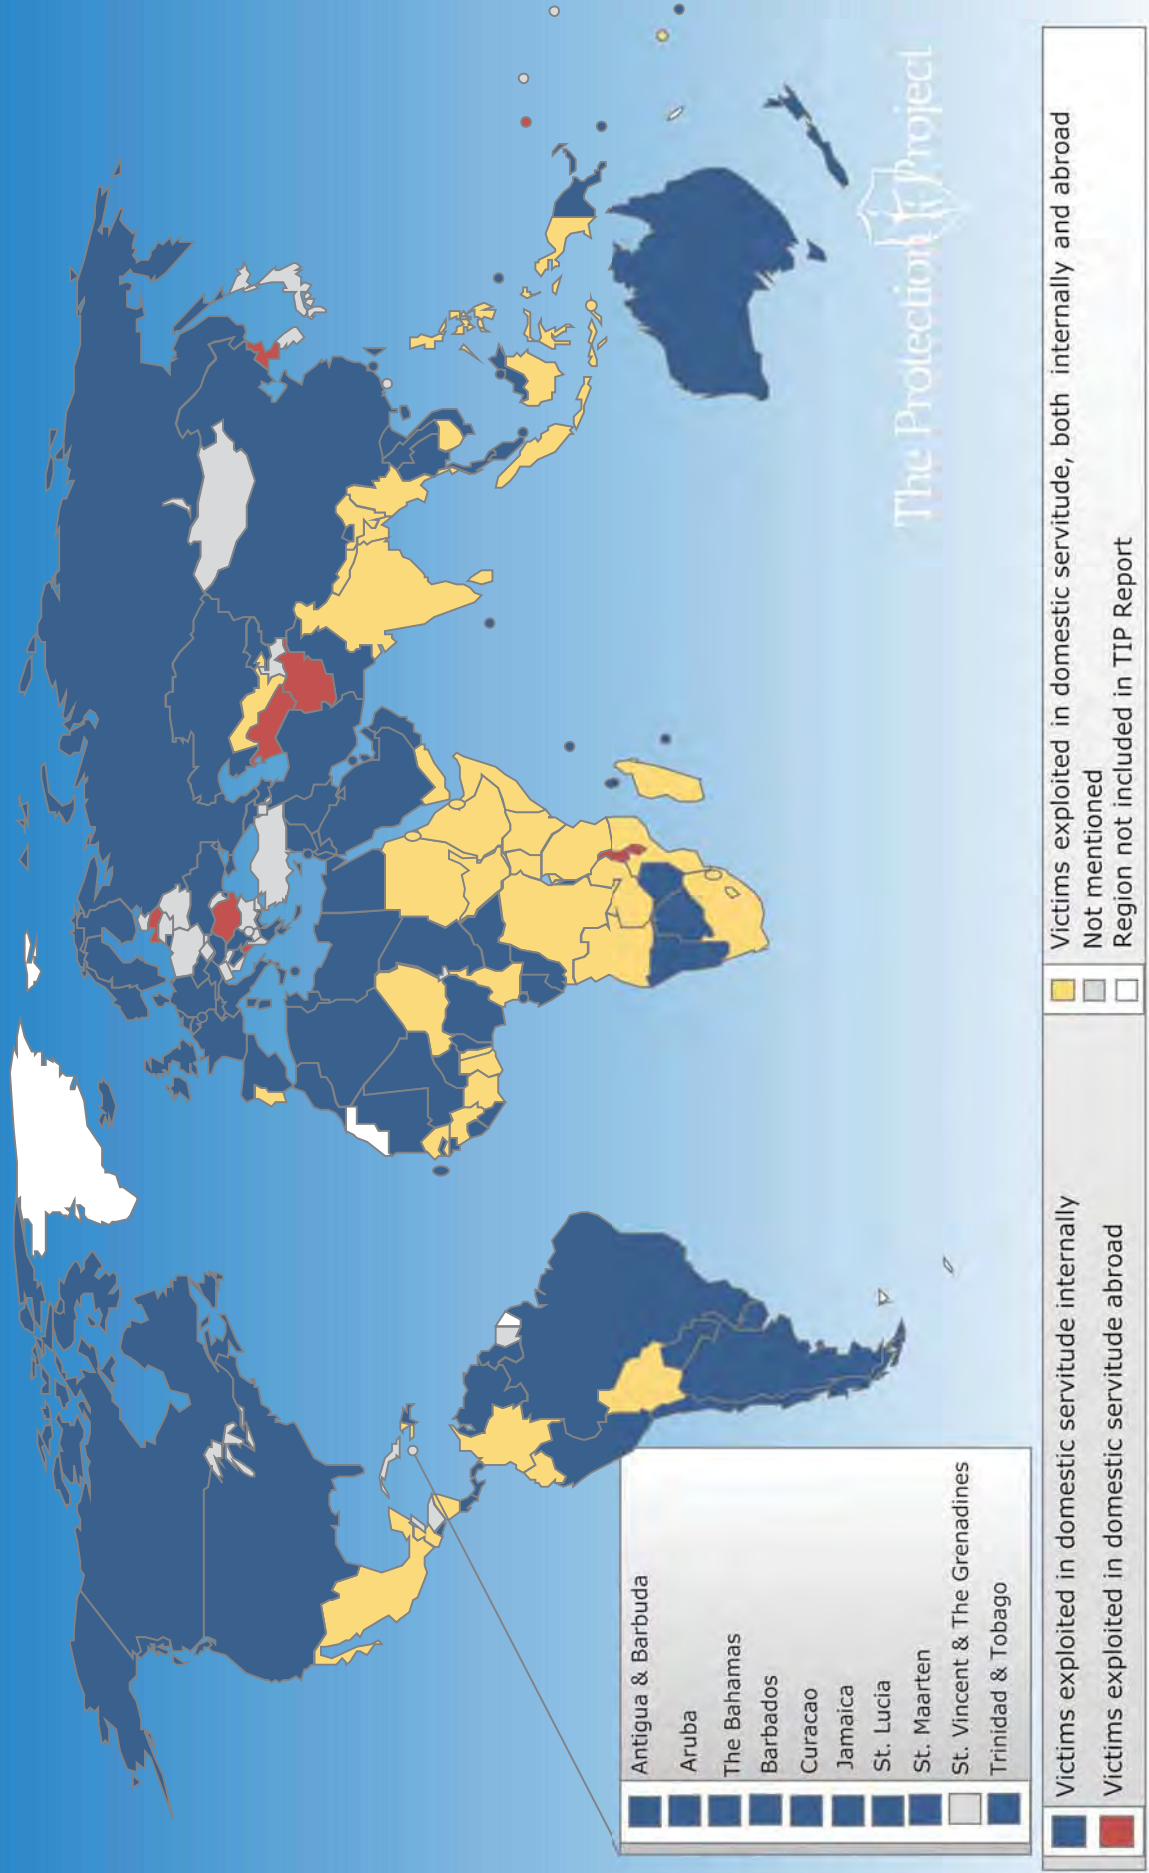 The Protection Project
Antigua & Barbuda
Aruba
The Bahamas
Barbados
Curacao
Jamaica
St. Lucia
St. Maarten
St. Vincent & The Grenadines
Trinidad & Tobago
Victims exploited in domestic servitude internally
Victims exploited in domestic servitude abroad
Victims exploited in domestic servitude, both internally and abroad
Not mentioned
Region not included in TIP Report